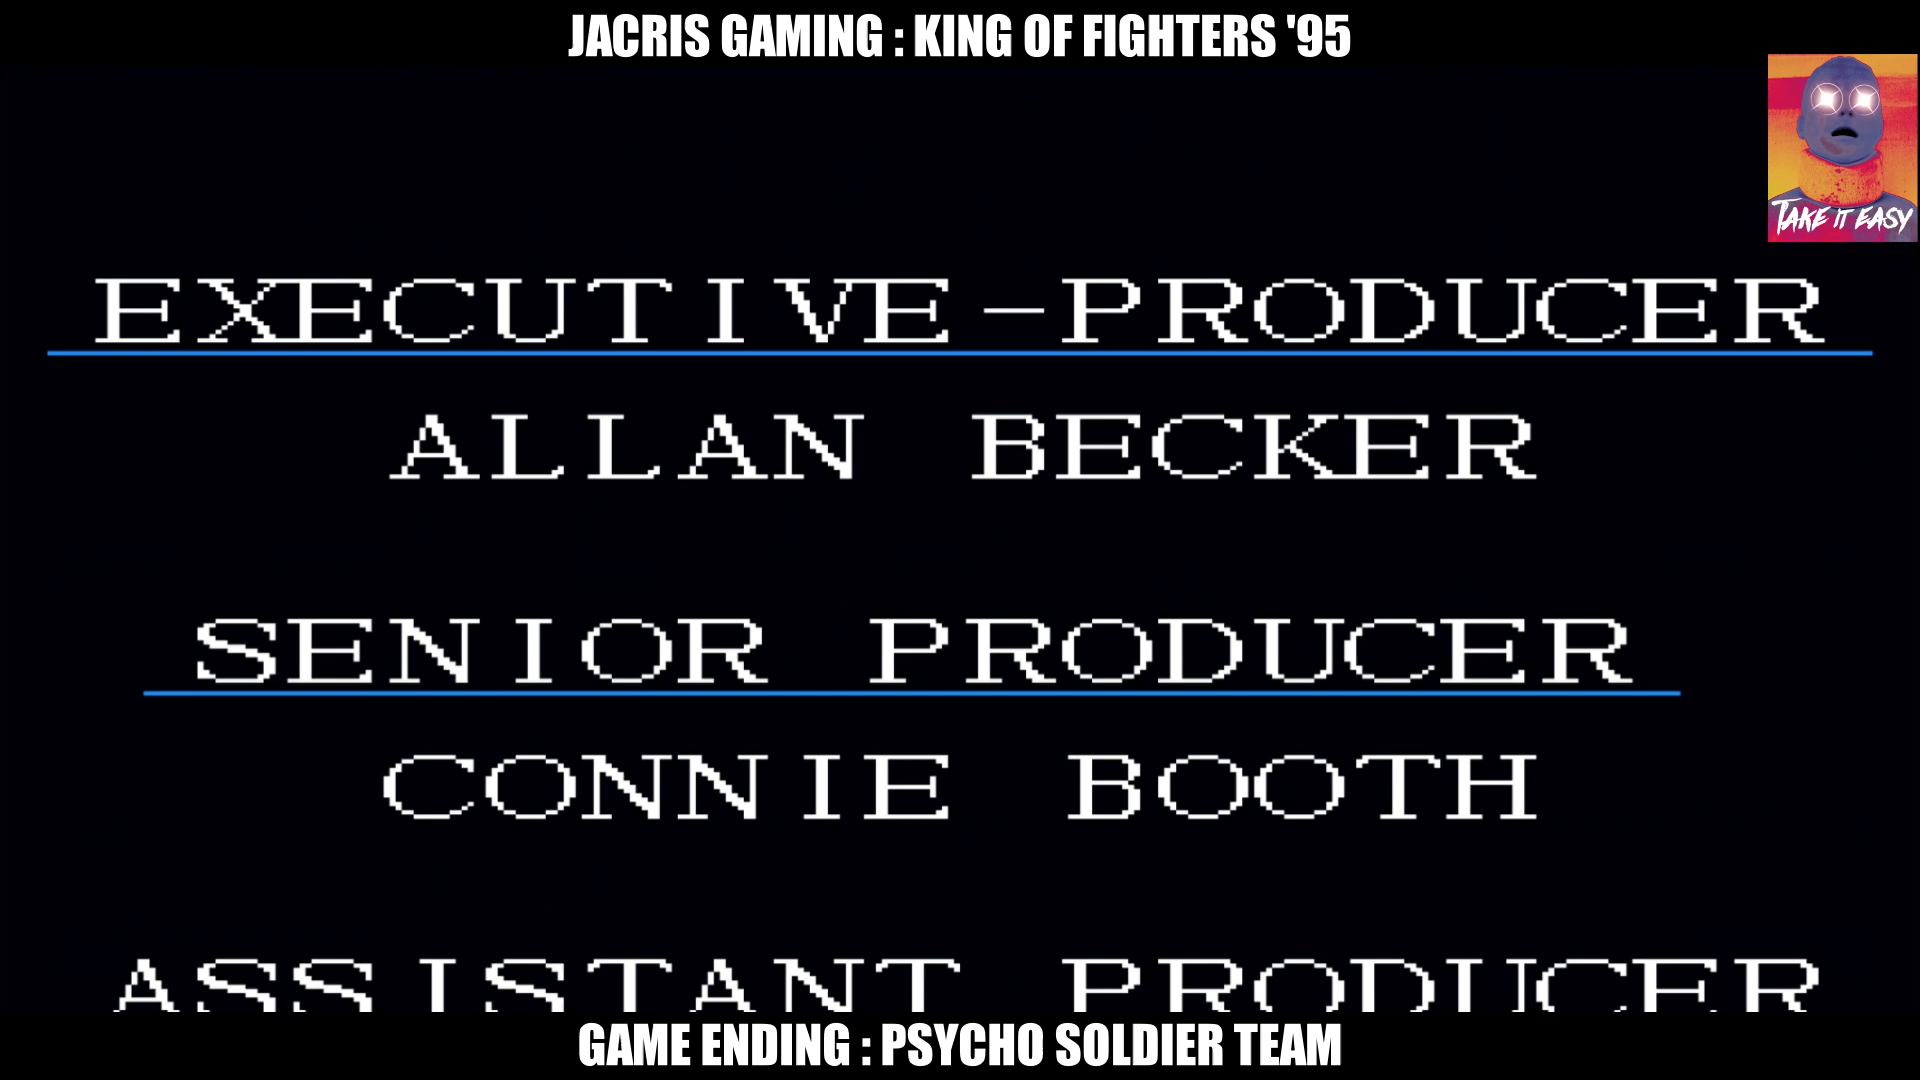 JACRIS GAMING : KING OF FIGHTERS '95
TAKE IT EASY
EXECUTIVE-PRODUCER
ALLAN BECKER
SENIOR PRODUCER
CONNIE BOOTH
ASSISTANT PRODUCER
GAME ENDING : PSYCHO SOLDIER TEAM